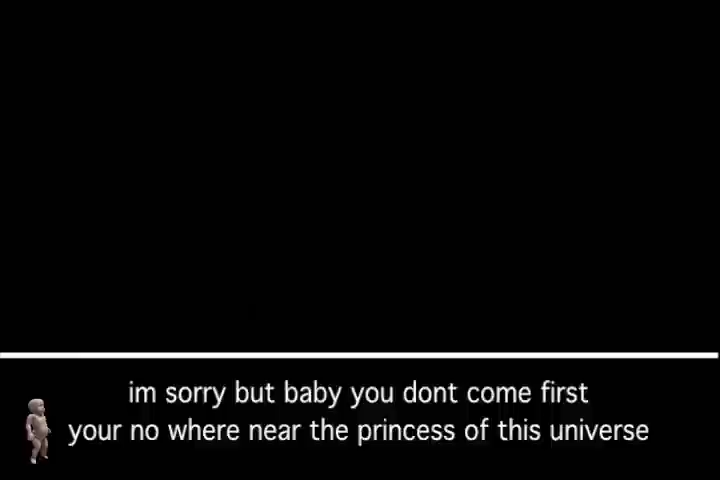 im sorry but baby you dont come first
your no where near the princess of this universe